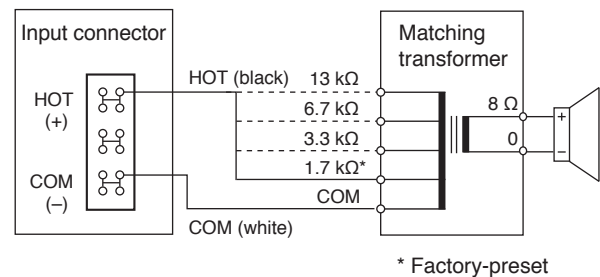 Input connector
HOT
(+)
COM
(–)
HOT (black)
COM (white)
13 kΩ
6.7 kΩ
3.3 kΩ
1.7 kΩ*
COM
Matching
transformer
8 Ω
0
+
–
* Factory-preset